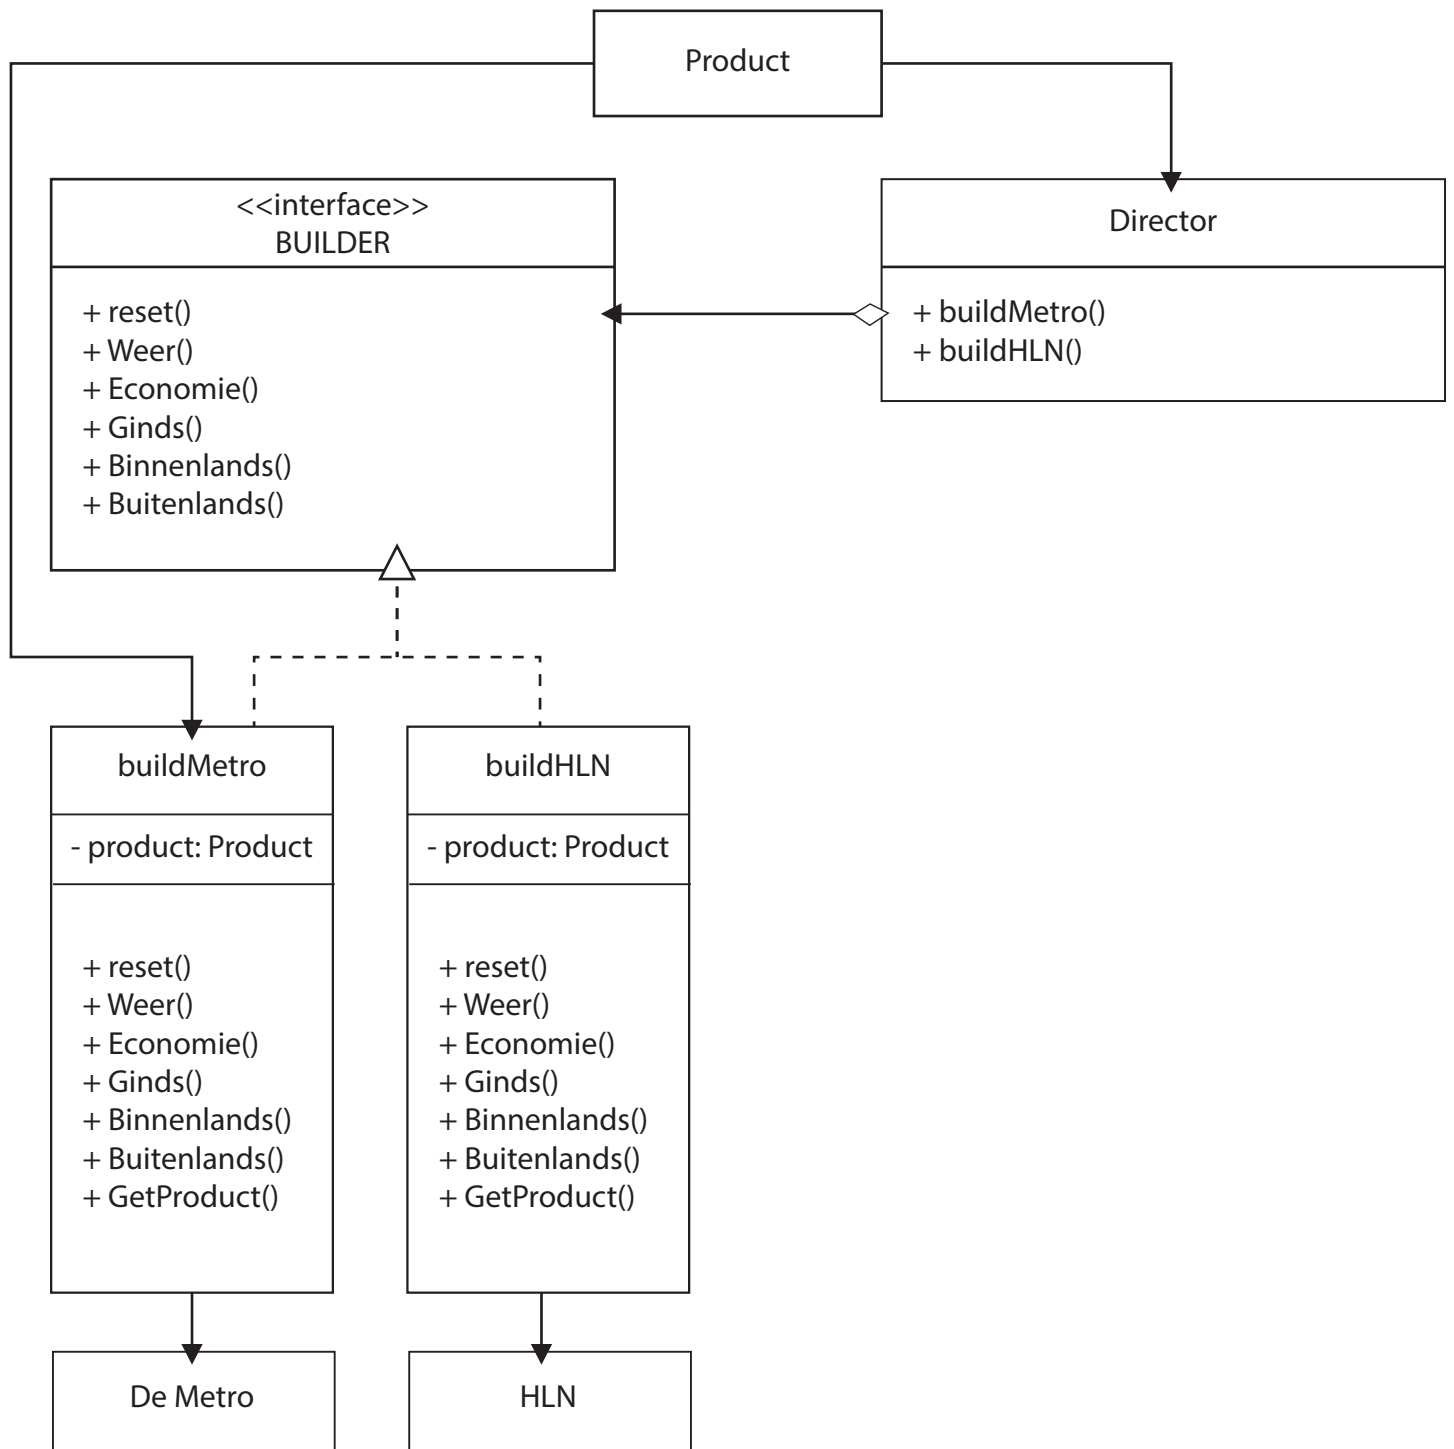 Product
<<interface>>
BUILDER
+ reset()
+ Weer()
+ Economie()
+ Ginds()
+ Binnenlands()
+ Buitenlands()
Director
+ buildMetro()
+ buildHLN()
buildMetro
- product: Product
+ reset()
+ Weer()
+ Economie()
+ Ginds()
+ Binnenlands()
+ Buitenlands()
+ GetProduct()
buildHLN
- product: Product
+ reset()
+ Weer()
+ Economie()
+ Ginds()
+ Binnenlands()
+ Buitenlands()
+ GetProduct()
De Metro
HLN